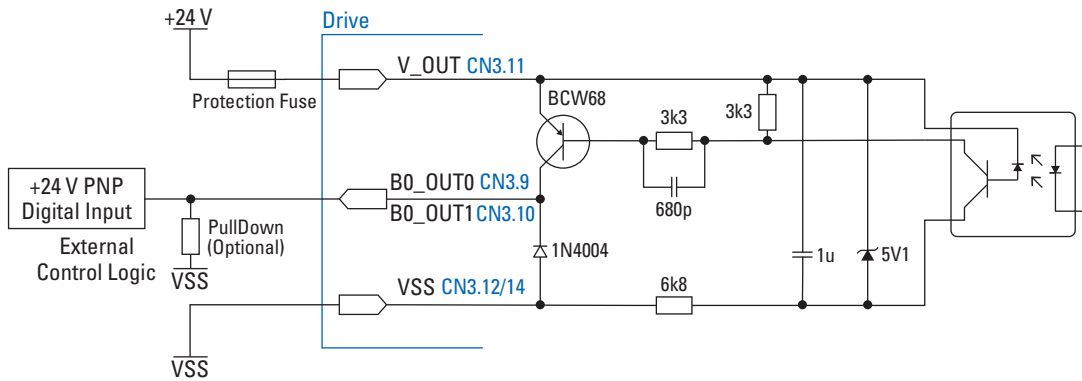 +24 V
Drive
V_OUT CN3.11
Protection Fuse
BCW68
3k3
3k3
680p
+24 V PNP
Digital Input
B0_OUT0 CN3.9
B0_OUT1 CN3.10
PullDown
(Optional)
External
Control Logic
VSS
1N4004
1u
5V1
VSS CN3.12/14
6k8
VSS